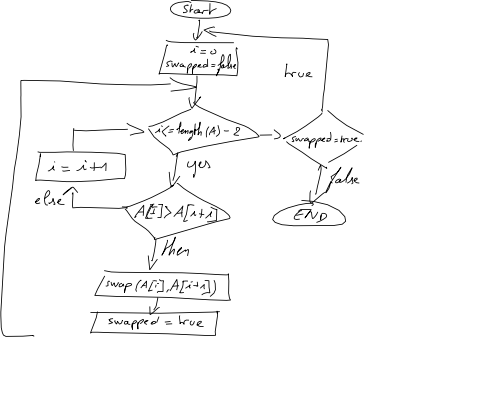 Start
i=0
swapped=false
true
i<=length(A)-2
swapped=true.
yes
i = i+1
false
else
A[i]>A[i+i]
END
then
swap(A[i],A[i+1])
swapped = true